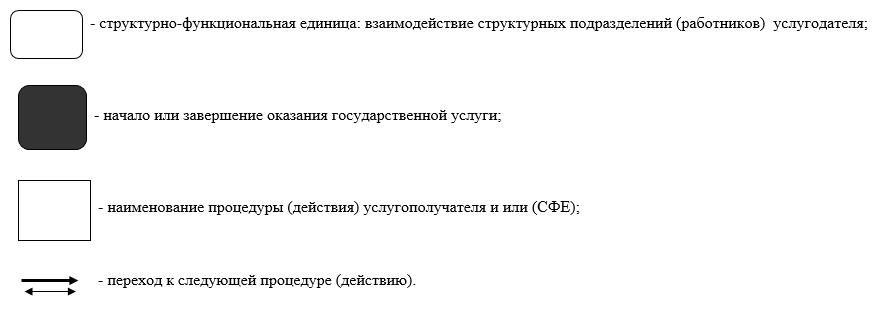 - структурно-функциональная единица: взаимодействие структурных подразделений (работников) услугодателя;
- начало или завершение оказания государственной услуги;
- наименование процедуры (действия) услугополучателя и или (СФЕ);
- переход к следующей процедуре (действию).